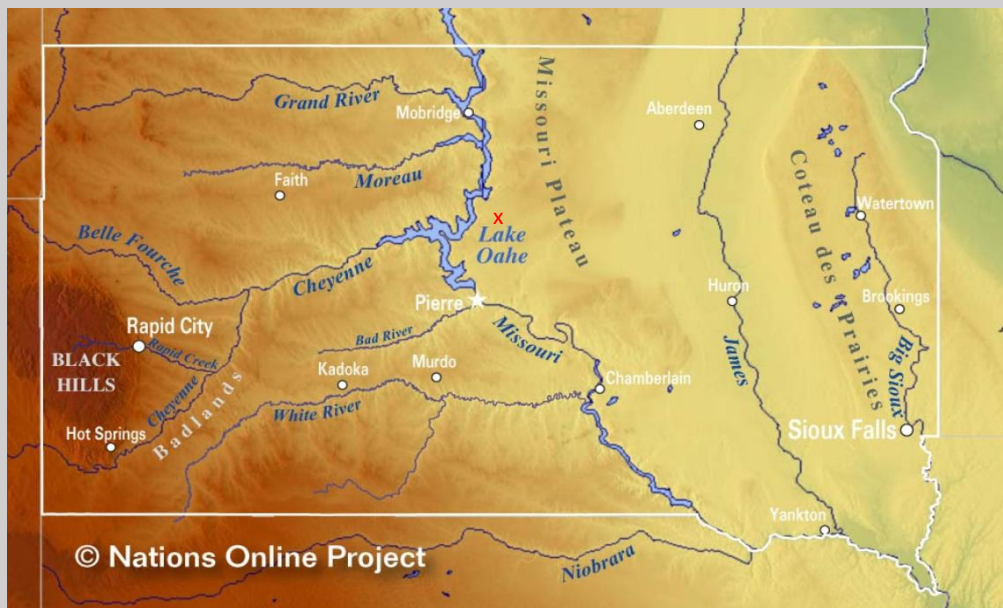 Grand River
Mobridge
Missouri Plateau
Aberdeen
Moreau
Faith
Coteau des Prairies
Watertown
X
Belle Fourche
Lake
Oahe
Cheyenne
Pierre
Huron
Brookings
Rapid City
Bad River
Missouri
James
Big Sioux
BLACK
HILLS
Rapid Creek
Kadoka
Murdo
Chamberlain
Cheyenne
Badlands
White River
Hot Springs
Sioux Falls
Yankton
© Nations Online Project
Niobrara